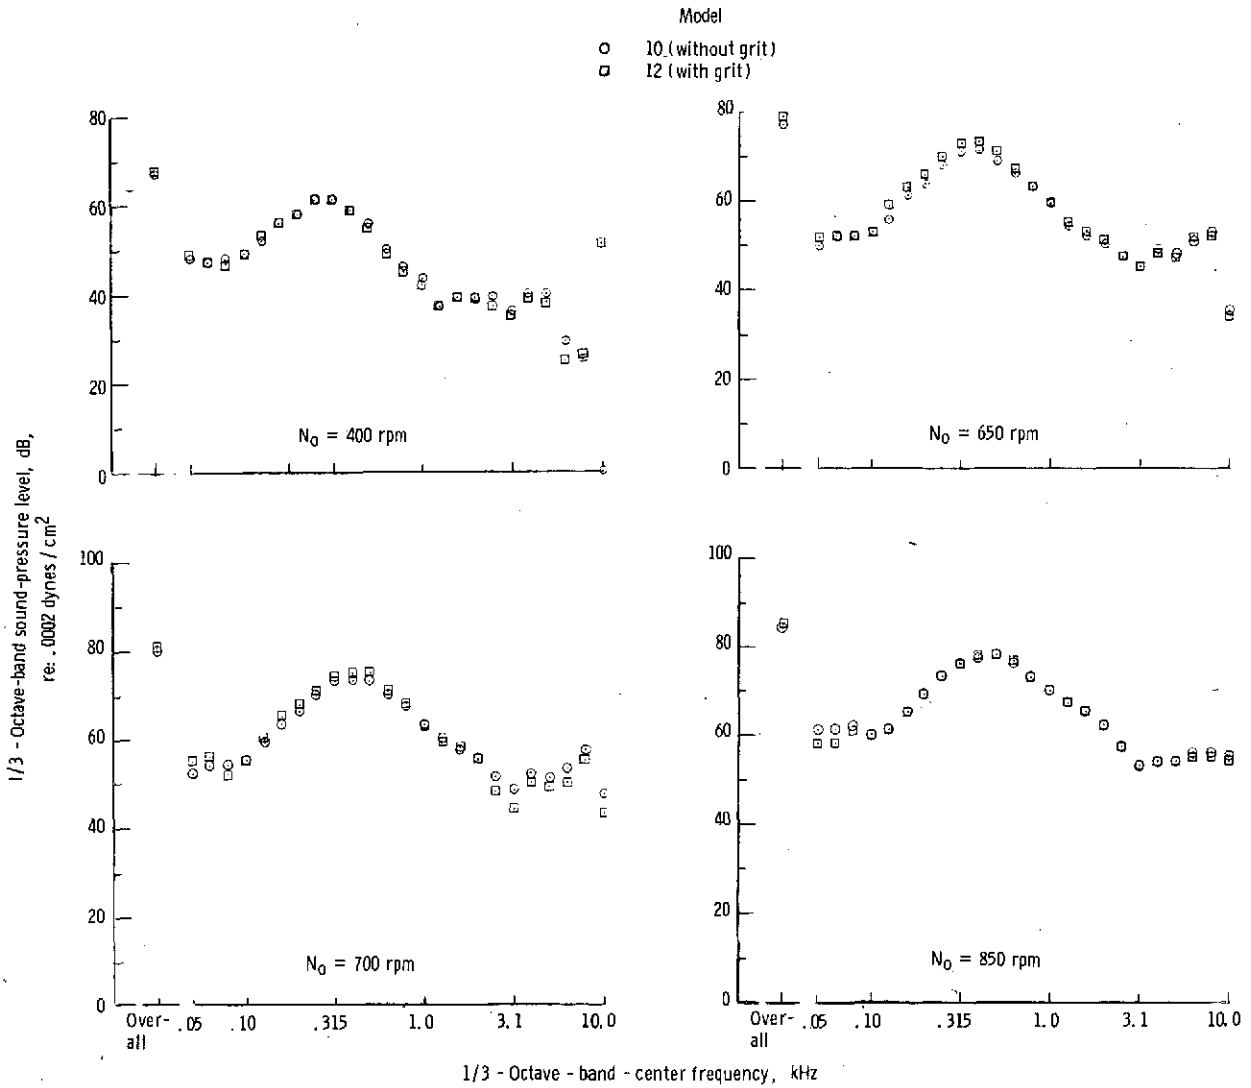 Model
10 (without grit)
12 (with grit)
80
60
40
20
0
N0 = 400 rpm
80
60
40
20
0
N0 = 650 rpm
1/3 - Octave-band sound-pressure level, dB,
re: .0002 dynes / cm2
100
80
60
40
20
0
N0 = 700 rpm
Over-
all
.05 .10 .315 1.0 3.1 10.0
100
80
60
40
20
0
N0 = 850 rpm
Over-
all
.05 .10 .315 1.0 3.1 10.0
1/3 - Octave - band - center frequency, kHz